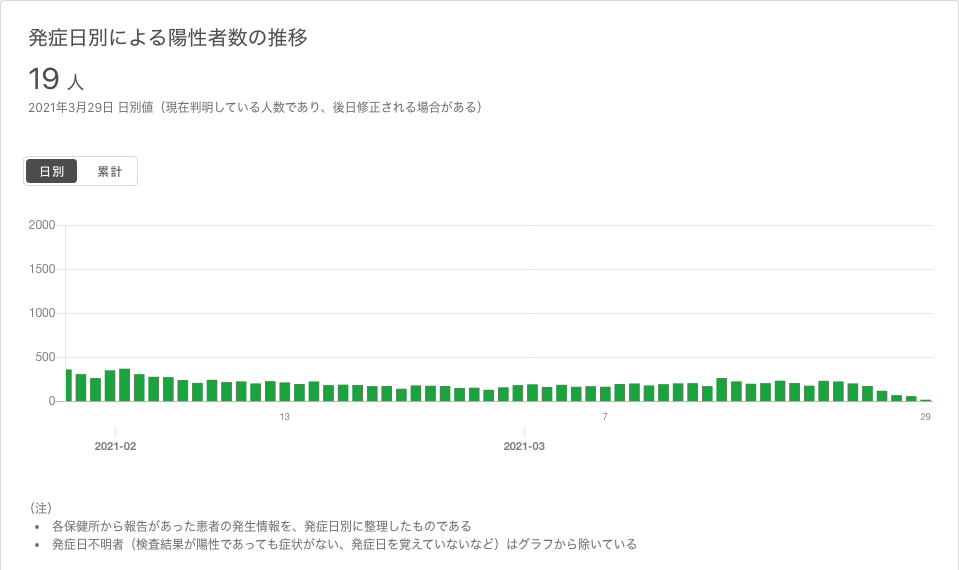 発症日別による陽性者数の推移
19 人
2021年3月29日 日別値（現在判明している人数であり、後日修正される場合がある）
日別 累計
2000
1500
1000
500
0
13 7 29
2021-02 2021-03
（注）
• 各保健所から報告があった患者の発生情報を、発症日別に整理したものである
• 発症日不明者（検査結果が陽性であっても症状がない、発症日を覚えていないなど）はグラフから除いている